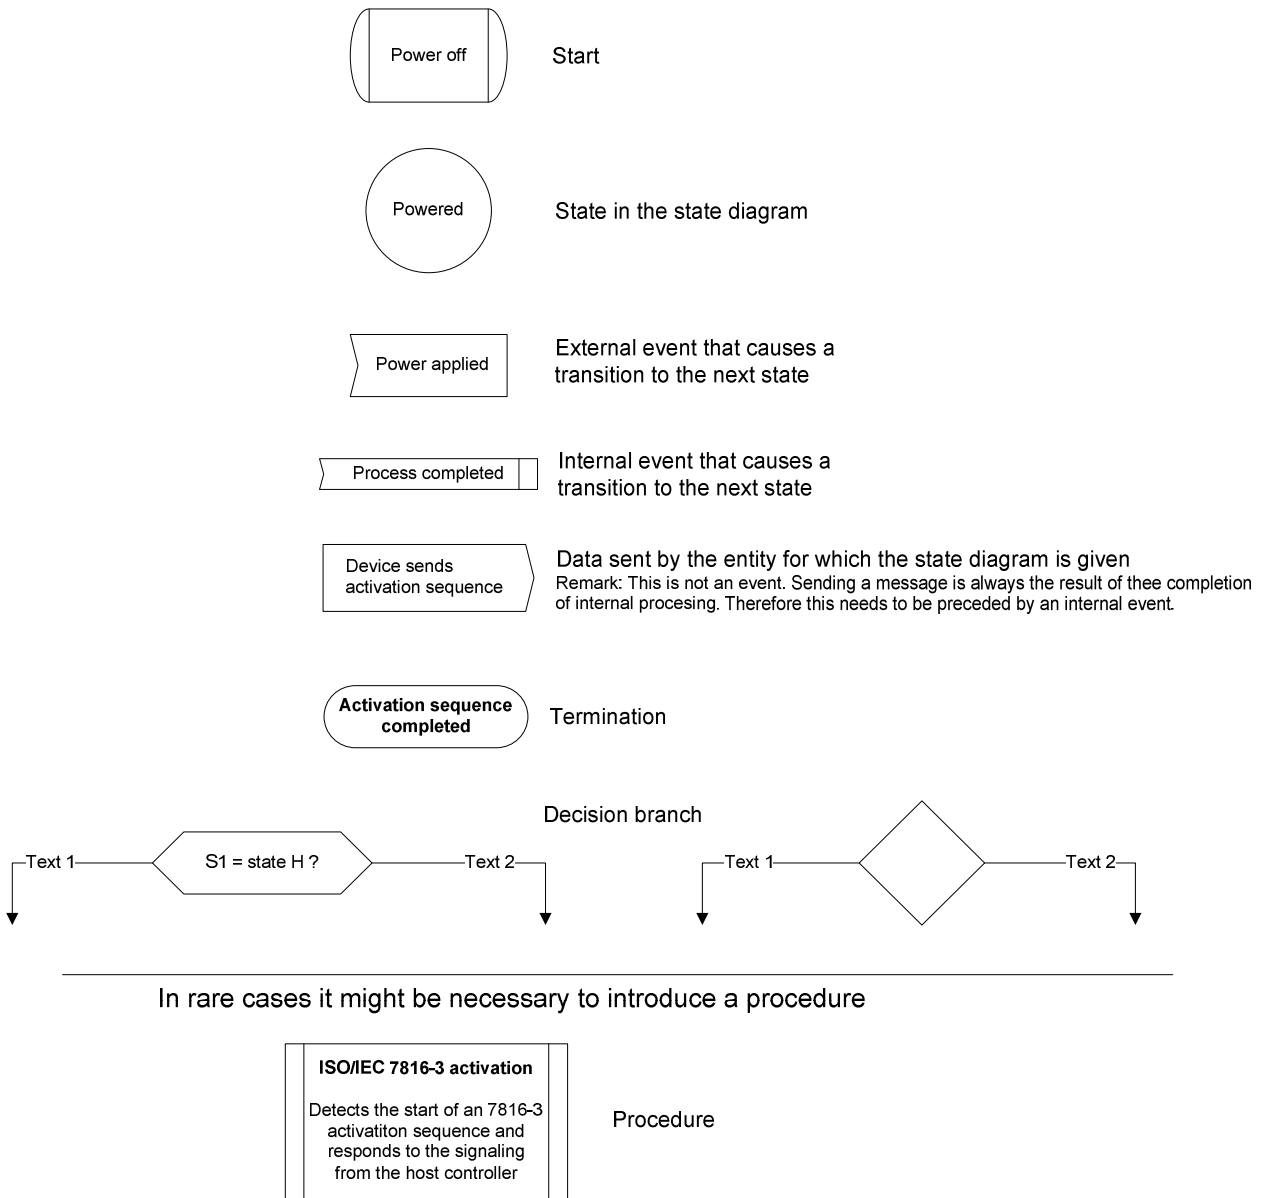 Power off
Start
Powered
State in the state diagram
Power applied
External event that causes a
transition to the next state
Process completed
Internal event that causes a
transition to the next state
Device sends
activation sequence
Data sent by the entity for which the state diagram is given
Remark: This is not an event. Sending a message is always the result of thee completion
of internal procesing. Therefore this needs to be preceded by an internal event.
Activation sequence
completed
Termination
Decision branch
Text 1
S1 = state H ?
Text 2
Text 1
Text 2
In rare cases it might be necessary to introduce a procedure
ISO/IEC 7816-3 activation
Detects the start of an 7816-3
activatiton sequence and
responds to the signaling
from the host controller
Procedure